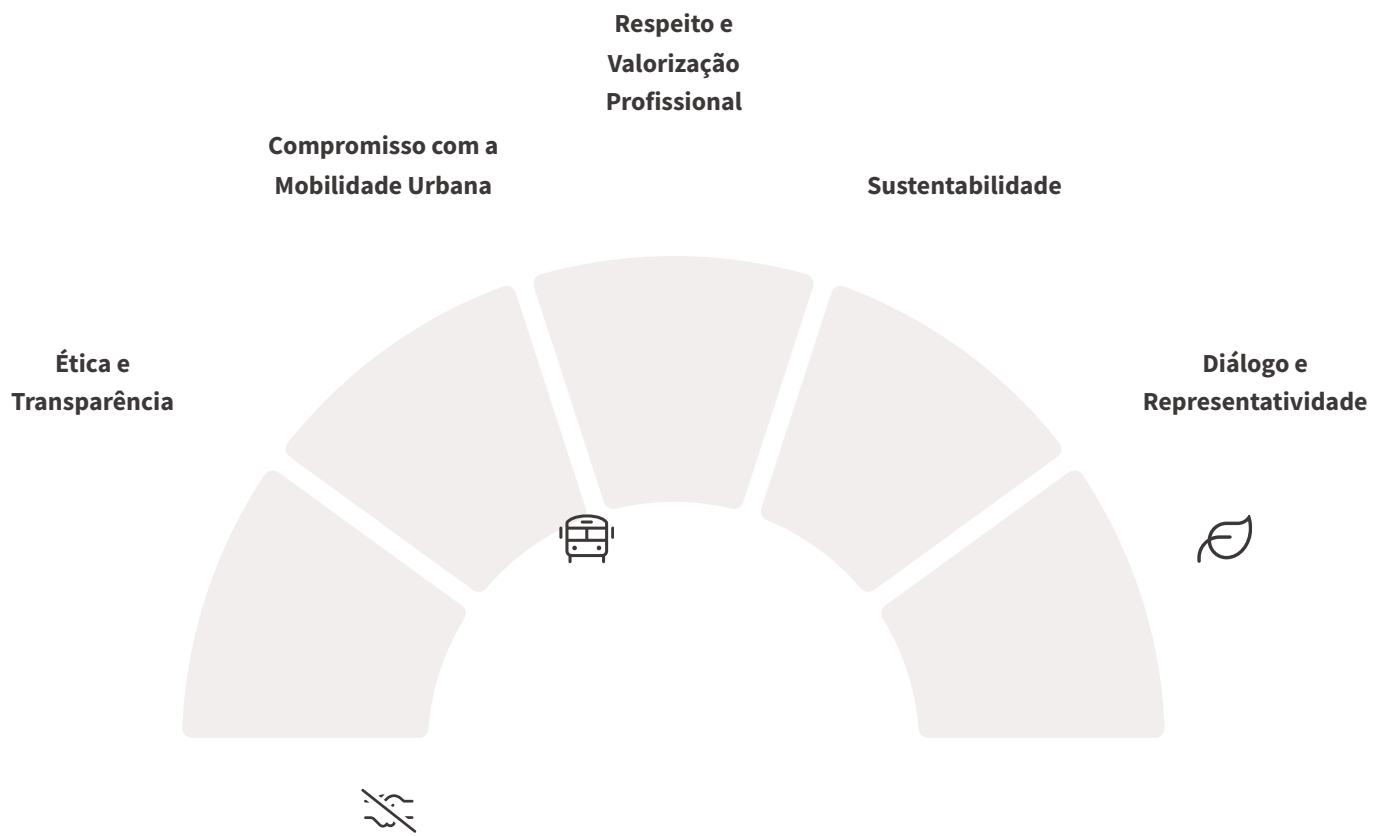 Respeito e
Valorização
Profissional
Compromisso com a
Mobilidade Urbana
Sustentabilidade
Ética e
Transparência
Diálogo e
Representatividade